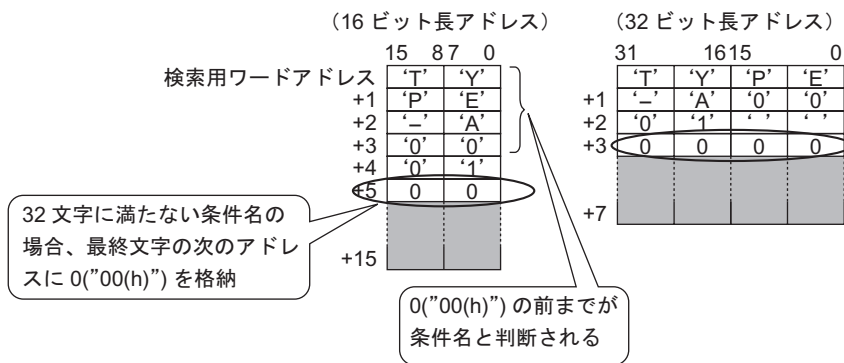 （16 ビット長アドレス）
15 8 7 0
検索用ワードアドレス 'T' 'Y'
+1 'P' 'E'
+2 '–' 'A'
+3 '0' '0'
+4 '0' '1'
+5 0 0
+15
（32 ビット長アドレス）
31 1615 0
'T' 'Y' 'P' 'E'
+1 '–' 'A' '0' '0'
+2 '0' '1' ' ' ' '
+3 0 0 0 0
+7
32 文字に満たない条件名の
場合、最終文字の次のアドレ
スに 0("00(h)") を格納
0("00(h)") の前までが
条件名と判断される